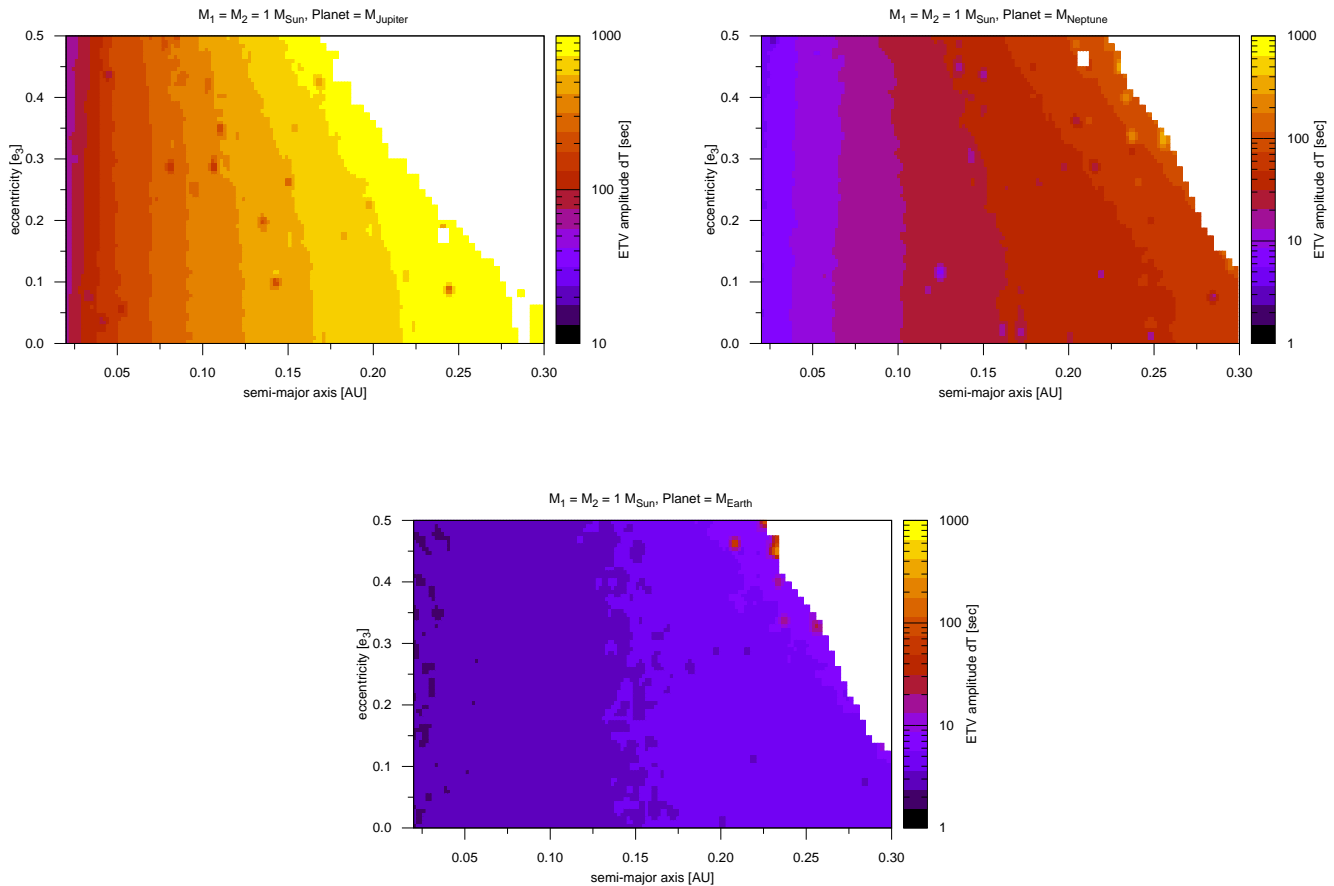 M1 = M2 = 1 MSun, Planet = MJupiter
0.5
0.4
0.3
0.2
0.1
0.0
eccentricity [e3]
0.05 0.10 0.15 0.20 0.25 0.30
semi-major axis [AU]
1000
100
10
ETV amplitude dT [sec]
M1 = M2 = 1 MSun, Planet = MNeptune
0.5
0.4
0.3
0.2
0.1
0.0
eccentricity [e3]
0.05 0.10 0.15 0.20 0.25 0.30
semi-major axis [AU]
1000
100
10
1
ETV amplitude dT [sec]
M1 = M2 = 1 MSun, Planet = MEarth
0.5
0.4
0.3
0.2
0.1
0.0
eccentricity [e3]
0.05 0.10 0.15 0.20 0.25 0.30
semi-major axis [AU]
1000
100
10
1
ETV amplitude dT [sec]